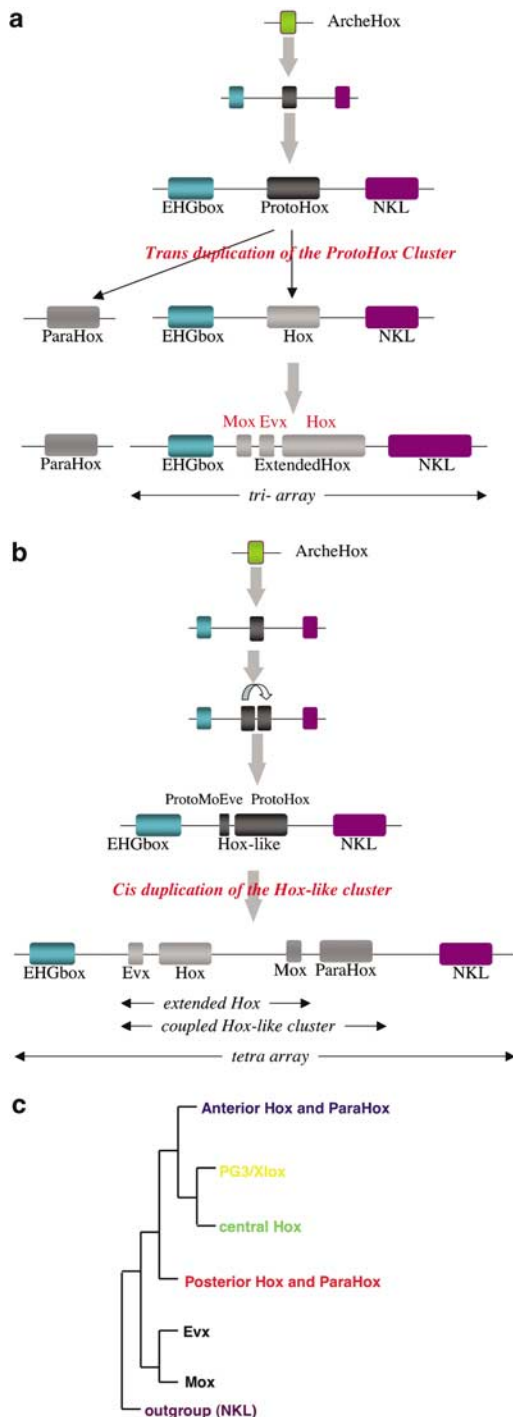 a
ArcheHox
EHGbox ProtoHox NKL
Trans duplication of the ProtoHox Cluster
ParaHox EHGbox Hox NKL
Mox Evx Hox
ParaHox EHGbox ExtendedHox NKL
tri- array
b
ArcheHox
ProtoMoEve ProtoHox
EHGbox Hox-like NKL
Cis duplication of the Hox-like cluster
EHGbox Evx Hox Mox ParaHox NKL
extended Hox
coupled Hox-like cluster
tetra array
c
Anterior Hox and ParaHox
PG3/Xlox
central Hox
Posterior Hox and ParaHox
Evx
Mox
outgroup (NKL)